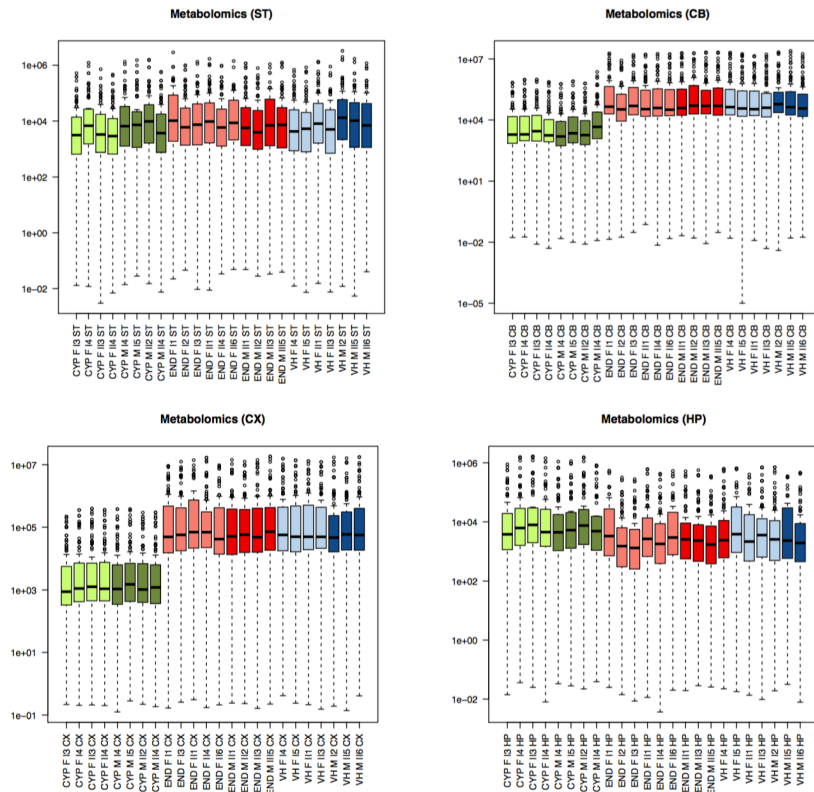 Metabolomics (ST)
1e+06
1e+04
1e+02
1e+00
1e−02
CYP F I3 ST
CYP F I4 ST
CYP F II3 ST
CYP F II4 ST
CYP M I4 ST
CYP M I5 ST
CYP M II2 ST
CYP M II4 ST
END F I1 ST
END F I2 ST
END F I3 ST
END F II1 ST
END F II4 ST
END F II6 ST
END M II1 ST
END M II2 ST
END M II3 ST
END M III5 ST
VH F I4 ST
VH F I5 ST
VH F II1 ST
VH F II3 ST
VH M I2 ST
VH M II5 ST
VH M II6 ST
Metabolomics (CB)
1e+07
1e+04
1e+01
1e−02
1e−05
CYP F I3 CB
CYP F I4 CB
CYP F II3 CB
CYP F II4 CB
CYP M I4 CB
CYP M I5 CB
CYP M II2 CB
CYP M II4 CB
END F I1 CB
END F I2 CB
END F I3 CB
END F II1 CB
END F II4 CB
END F II6 CB
END M II1 CB
END M II2 CB
END M II3 CB
END M III5 CB
VH F I4 CB
VH F I5 CB
VH F II1 CB
VH F II3 CB
VH M I2 CB
VH M II5 CB
VH M II6 CB
Metabolomics (CX)
1e+07
1e+05
1e+03
1e+01
1e−01
CYP F I3 CX
CYP F I4 CX
CYP F II3 CX
CYP F II4 CX
CYP M I4 CX
CYP M I5 CX
CYP M II2 CX
CYP M II4 CX
END F I1 CX
END F I3 CX
END F II1 CX
END F II4 CX
END F II6 CX
END M II1 CX
END M II2 CX
END M II3 CX
END M III5 CX
VH F I4 CX
VH F I5 CX
VH F II1 CX
VH F II3 CX
VH M I2 CX
VH M II5 CX
VH M II6 CX
Metabolomics (HP)
1e+06
1e+04
1e+02
1e+00
1e−02
CYP F I3 HP
CYP F I4 HP
CYP F II3 HP
CYP F II4 HP
CYP M I4 HP
CYP M I5 HP
CYP M II2 HP
CYP M II4 HP
END F I1 HP
END F I2 HP
END F I3 HP
END F II1 HP
END F II4 HP
END F II6 HP
END M II1 HP
END M II2 HP
END M II3 HP
END M III5 HP
VH F I4 HP
VH F I5 HP
VH F II1 HP
VH F II3 HP
VH M I2 HP
VH M II5 HP
VH M II6 HP